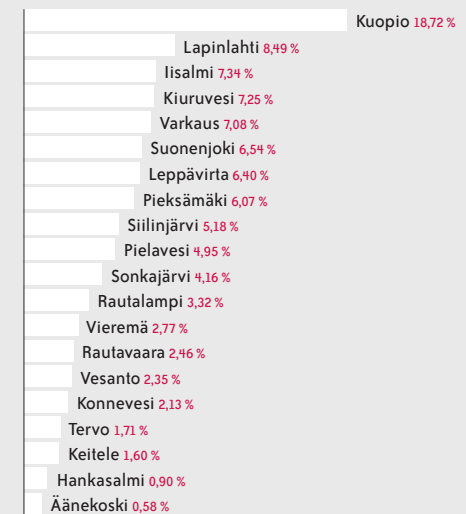 Kuopio 18,72 %
Lapinlahti 8,49 %
Iisalmi 7,34 %
Kiuruvesi 7,25 %
Varkaus 7,08 %
Suonenjoki 6,54 %
Leppävirta 6,40 %
Pieksämäki 6,07 %
Siilinjärvi 5,18 %
Pielavesi 4,95 %
Sonkajärvi 4,16 %
Rautalampi 3,32 %
Vieremä 2,77 %
Rautavaara 2,46 %
Vesanto 2,35 %
Konnevesi 2,13 %
Tervo 1,71 %
Keitele 1,60 %
Hankasalmi 0,90 %
Äänekoski 0,58 %